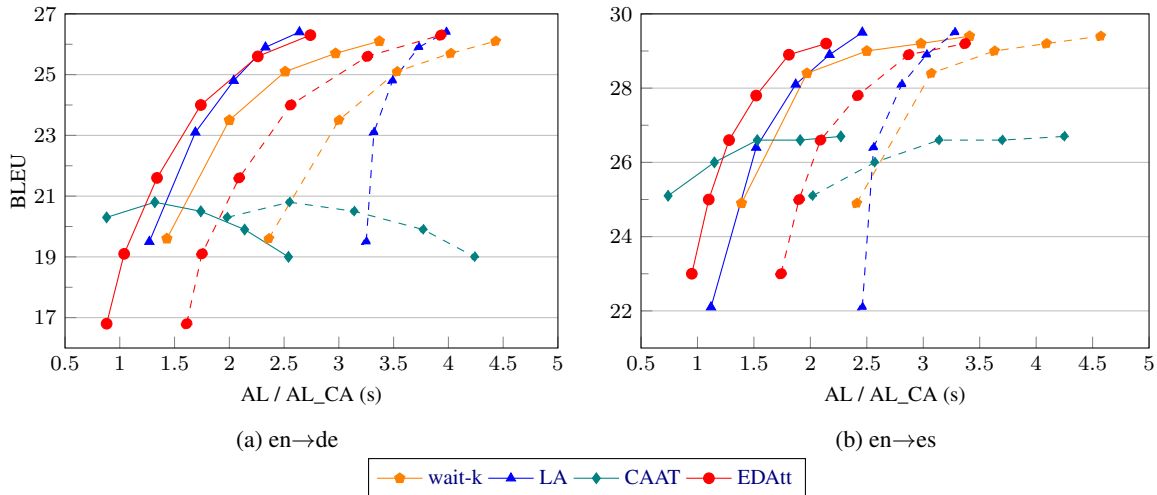 27
25
23
21
19
17
BLEU
0.5 1 1.5 2 2.5 3 3.5 4 4.5 5
AL / AL_CA (s)
(a) en→de
30
28
26
24
22
0.5 1 1.5 2 2.5 3 3.5 4 4.5 5
AL / AL_CA (s)
(b) en→es
wait-k LA CAAT EDAtt